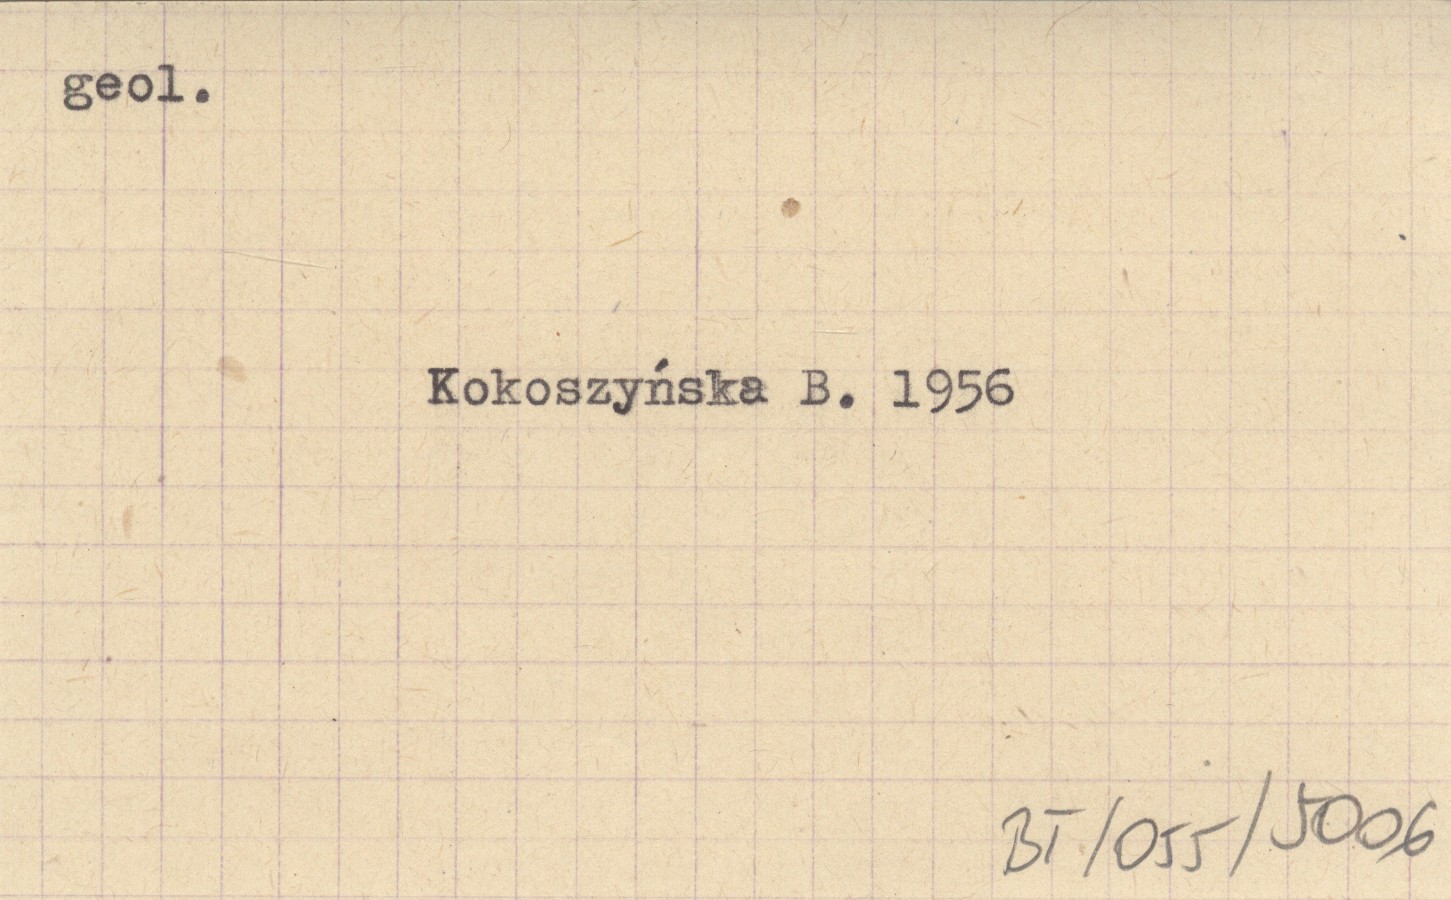 geol.
Kokoszyńska B. 1956
BT/055/5006